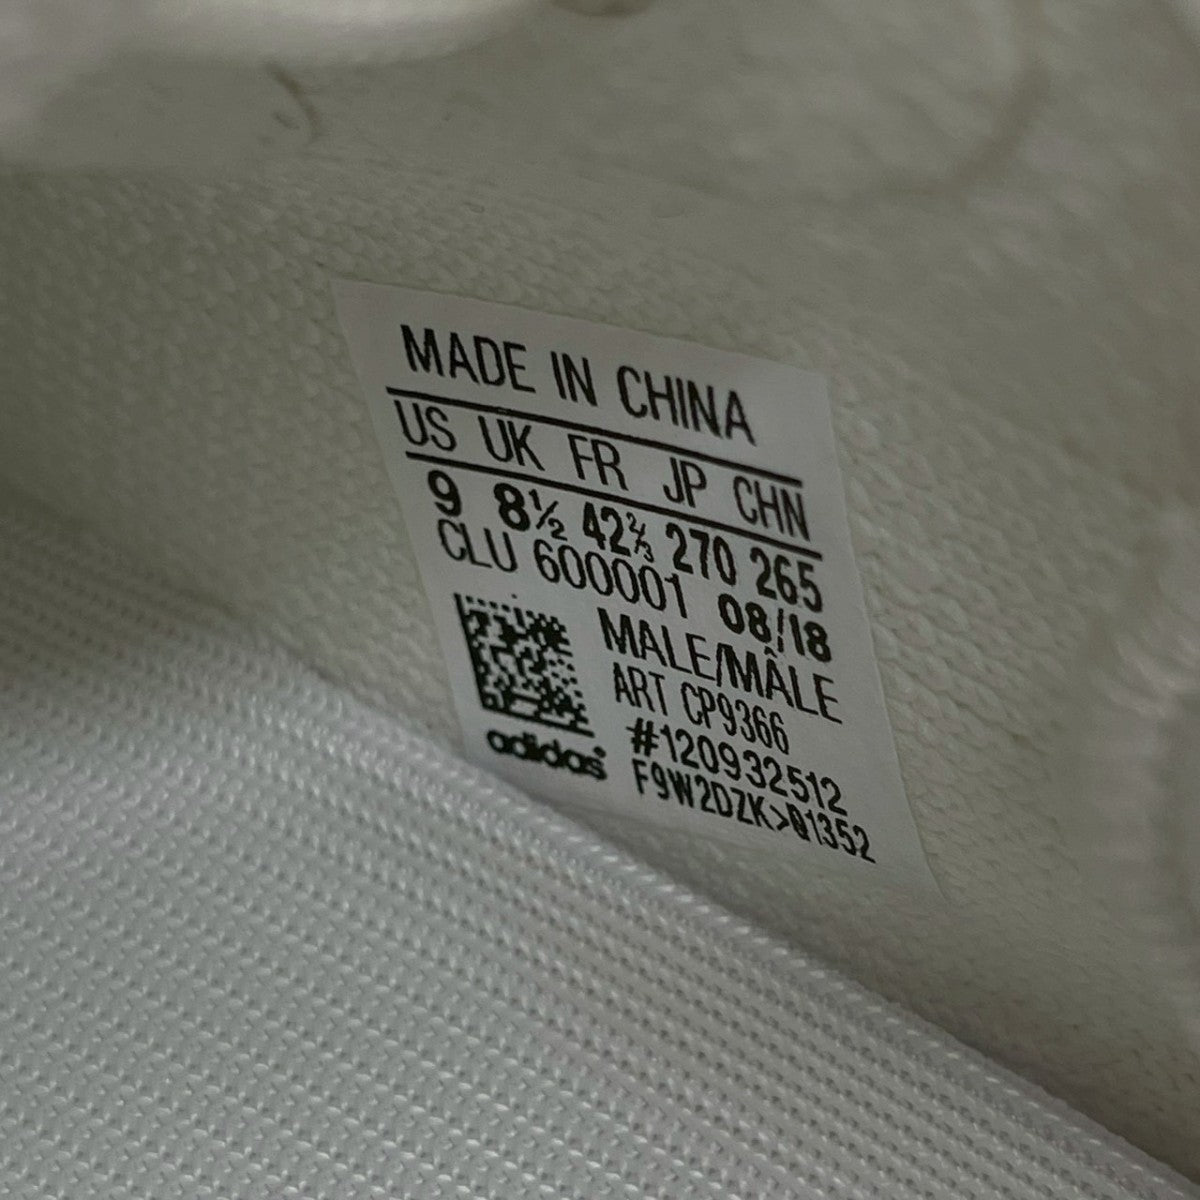 MADE IN CHINA
US UK FR JP CHN
9 8½ 42⅔ 270 265
CLU 600001 08/18
MALE/MÂLE
ART CP9366
#120932512
F9W2DZK>Q1352
adidas